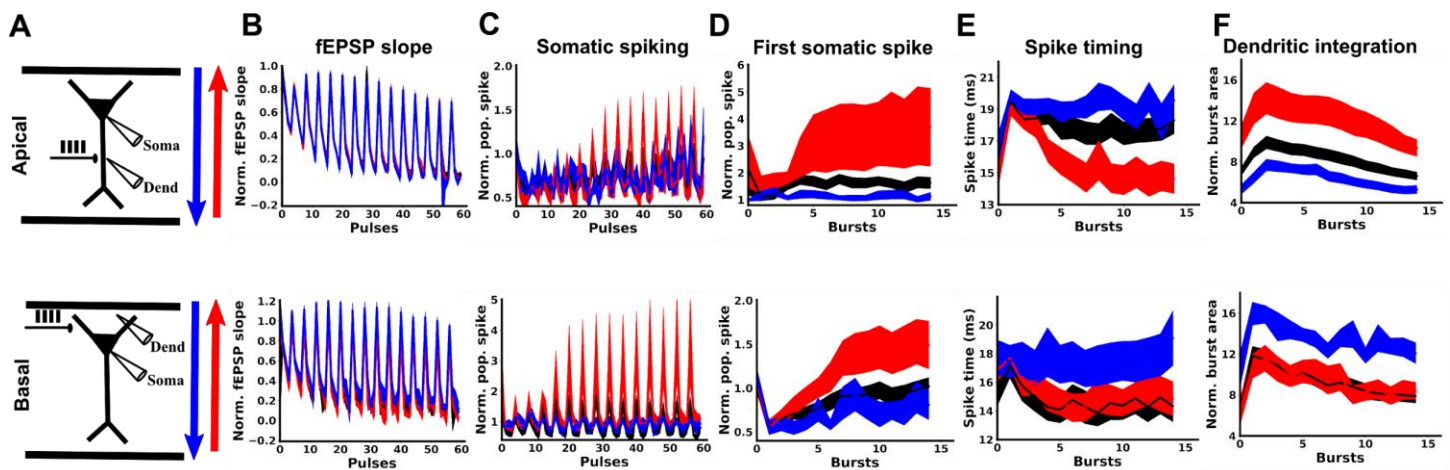 A B C D E F
fEPSP slope
Somatic spiking
First somatic spike
Spike timing
Dendritic integration
Apical
Soma
Dend
Norm. fEPSP slope
1.0
0.8
0.6
0.4
0.2
0.0
−0.2
0 10 20 30 40 50 60
Pulses
Norm. pop. spike
2.0
1.5
1.0
0.5
0 10 20 30 40 50 60
Pulses
Norm. pop. spike
6
5
4
3
2
1
0 5 10 15
Bursts
Spike time (ms)
21
19
17
15
13
0 5 10 15
Bursts
Norm. burst area
16
12
8
4
0 5 10 15
Bursts
Basal
Dend
Soma
Norm. fEPSP slope
1.2
1.0
0.8
0.6
0.4
0.2
0.0
−0.2
0 10 20 30 40 50 60
Pulses
Norm. pop. spike
5
4
3
2
1
0 10 20 30 40 50 60
Pulses
Norm. pop. spike
2.0
1.5
1.0
0.5
0 5 10 15
Bursts
Spike time (ms)
20
18
16
14
12
0 5 10 15
Bursts
Norm. burst area
16
12
8
4
0 5 10 15
Bursts